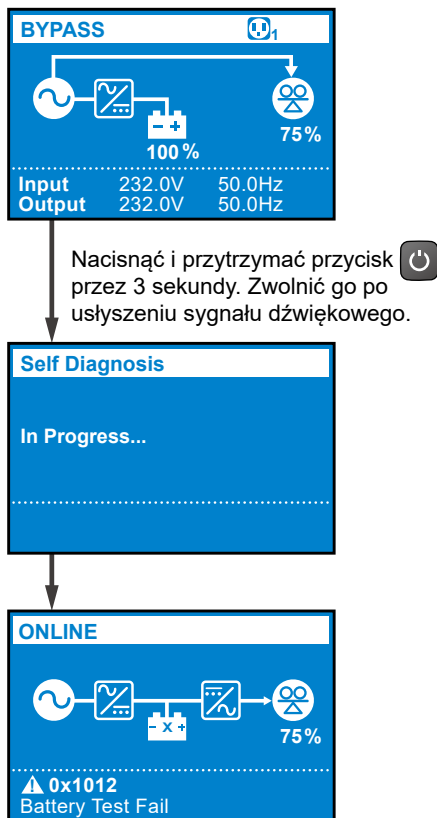 BYPASS 1
75%
100%
Input 232.0V 50.0Hz
Output 232.0V 50.0Hz
Nacisnąć i przytrzymać przycisk
przez 3 sekundy. Zwolnić go po
usłyszeniu sygnału dźwiękowego.
Self Diagnosis
In Progress...
ONLINE
75%
0x1012
Battery Test Fail